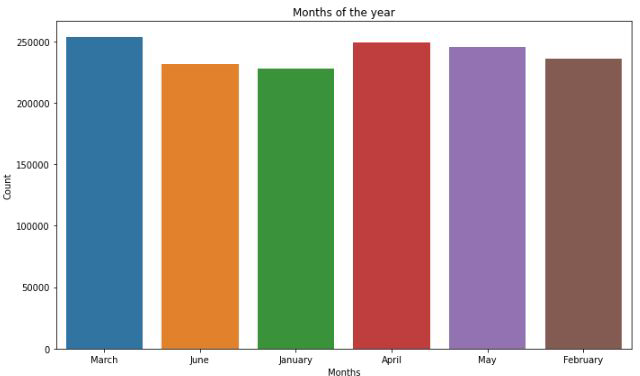 Months of the year
250000
200000
150000
100000
50000
0
Count
March June January April May February
Months